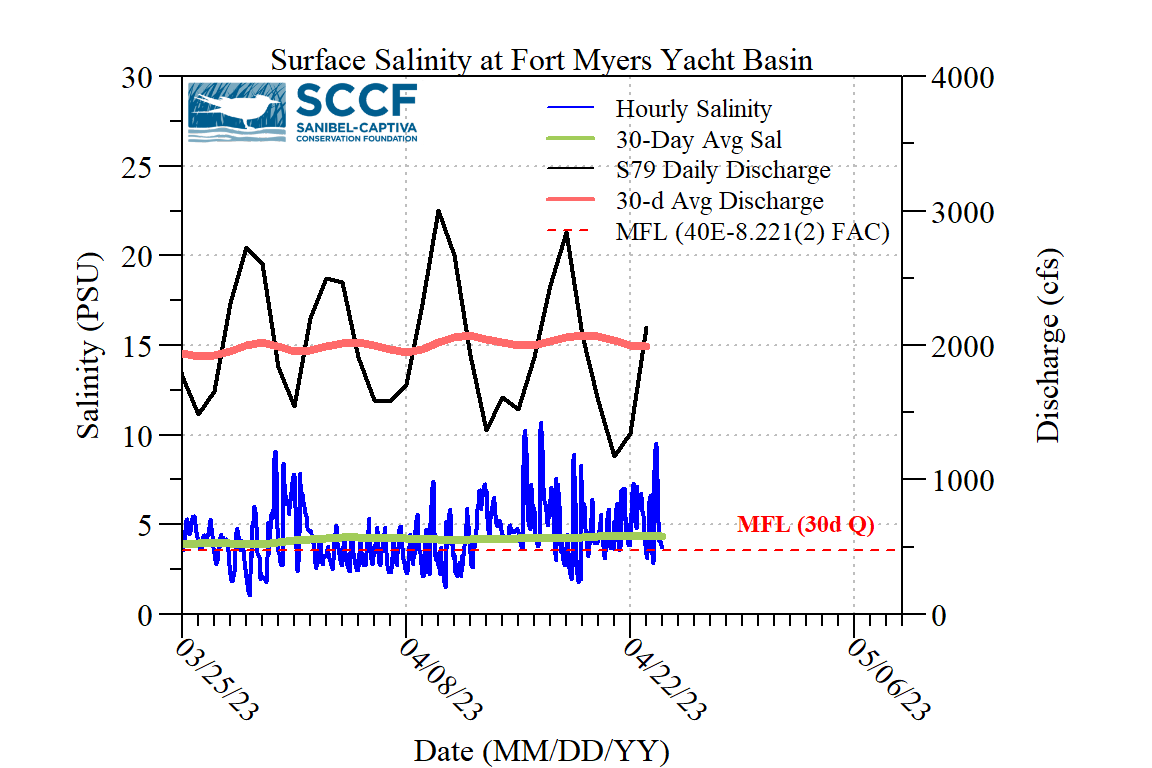 Surface Salinity at Fort Myers Yacht Basin
SCCF
SANIBEL-CAPTIVA
CONSERVATION FOUNDATION
Hourly Salinity
30-Day Avg Sal
S79 Daily Discharge
30-d Avg Discharge
MFL (40E-8.221(2) FAC)
MFL (30d Q)
Salinity (PSU)
30
25
20
15
10
5
0
Discharge (cfs)
4000
3000
2000
1000
0
03/25/23
04/08/23
04/22/23
05/06/23
Date (MM/DD/YY)